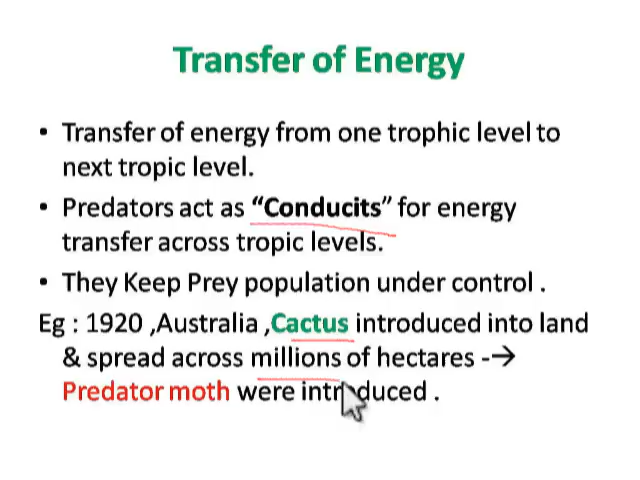 Transfer of Energy
• Transfer of energy from one trophic level to
next tropic level.
• Predators act as “Conducits” for energy
transfer across tropic levels.
• They Keep Prey population under control .
Eg : 1920 ,Australia ,Cactus introduced into land
& spread across millions of hectares -→
Predator moth were introduced .